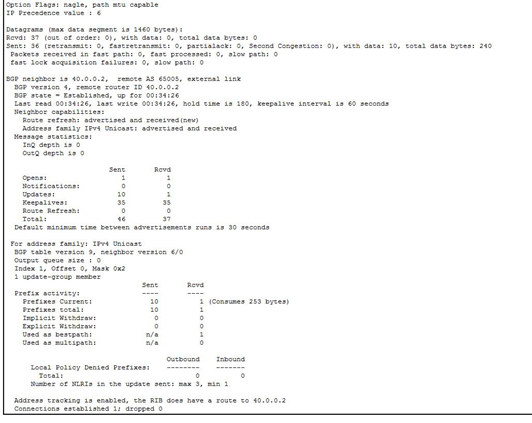 Option Flags: nagle, path mtu capable
IP Precedence value : 6
Datagrams (max data segment is 1460 bytes):
Rcvd: 37 (out of order: 0), with data: 0, total data bytes: 0
Sent: 36 (retransmit: 0, fastretransmit: 0, partialack: 0, Second Congestion: 0), with data: 10, total data bytes: 240
Packets received in fast path: 0, fast processed: 0, slow path: 0
fast lock acquisition failures: 0, slow path: 0
BGP neighbor is 40.0.0.2, remote AS 65005, external link
BGP version 4, remote router ID 40.0.0.2
BGP state = Established, up for 00:34:26
Last read 00:34:26, last write 00:34:26, hold time is 180, keepalive interval is 60 seconds
Neighbor capabilities:
Route refresh: advertised and received(new)
Address family IPv4 Unicast: advertised and received
Message statistics:
InQ depth is 0
OutQ depth is 0
Sent Rcvd
Opens: 1 1
Notifications: 0 0
Updates: 10 1
Keepalives: 35 35
Route Refresh: 0 0
Total: 46 37
Default minimum time between advertisements runs is 30 seconds
For address family: IPv4 Unicast
BGP table version 9, neighbor version 6/0
Output queue size : 0
Index 1, Offset 0, Mask 0x2
1 update-group member
Sent Rcvd
Prefix activity: ---- ----
Prefixes Current: 10 1 (Consumes 253 bytes)
Prefixes total: 10 1
Implicit Withdraw: 0 0
Explicit Withdraw: 0 0
Used as bestpath: n/a 1
Used as multipath: n/a 0
Outbound Inbound
Local Policy Denied Prefixes: -------- -------
Total: 0 0
Number of NLRIs in the update sent: max 3, min 1
Address tracking is enabled, the RIB does have a route to 40.0.0.2
Connections established 1; dropped 0